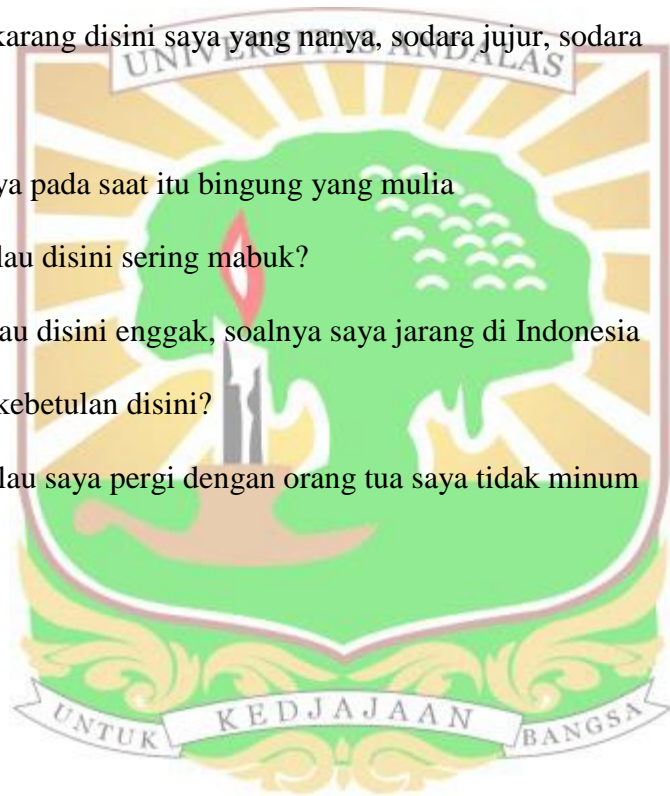 karang disini saya yang nanya, sodara jujur, sodara
UNIVERSITAS ANDALAS
ya pada saat itu bingung yang mulia
lau disini sering mabuk?
au disini enggak, soalnya saya jarang di Indonesia
kebetulan disini?
lau saya pergi dengan orang tua saya tidak minum
UNTUK KEDJAJAAN BANGSA